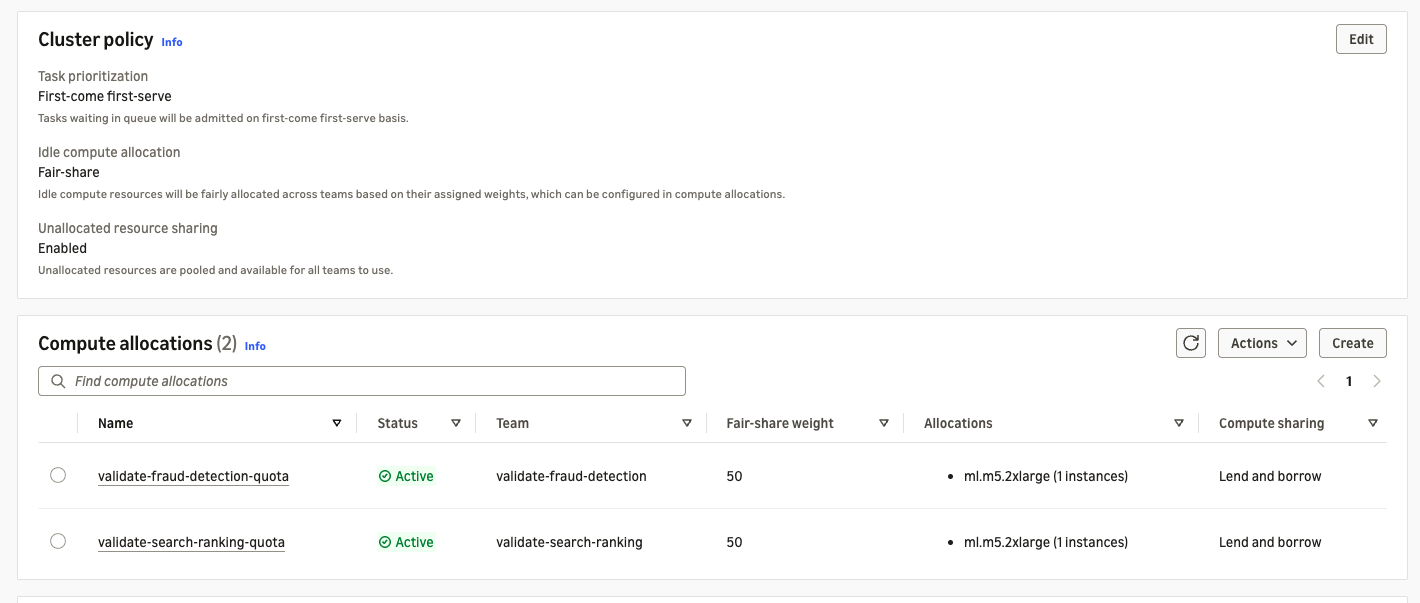 Cluster policy Info
Edit
Task prioritization
First-come first-serve
Tasks waiting in queue will be admitted on first-come first-serve basis.
Idle compute allocation
Fair-share
Idle compute resources will be fairly allocated across teams based on their assigned weights, which can be configured in compute allocations.
Unallocated resource sharing
Enabled
Unallocated resources are pooled and available for all teams to use.
Compute allocations (2) Info
Actions
Create
Find compute allocations
1
Name Status Team Fair-share weight Allocations Compute sharing
validate-fraud-detection-quota Active validate-fraud-detection 50 • ml.m5.2xlarge (1 instances) Lend and borrow
validate-search-ranking-quota Active validate-search-ranking 50 • ml.m5.2xlarge (1 instances) Lend and borrow